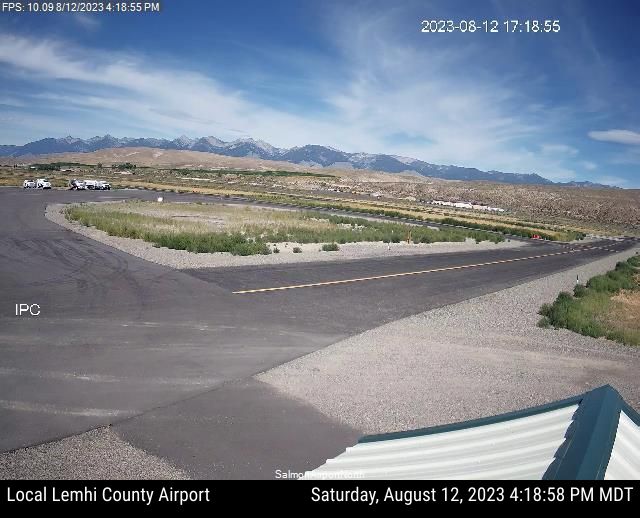 FPS: 10.09 8/12/2023 4:18:55 PM
2023-08-12 17:18:55
IPC
SalmonAirportNorth
Local Lemhi County Airport
Saturday, August 12, 2023 4:18:58 PM MDT